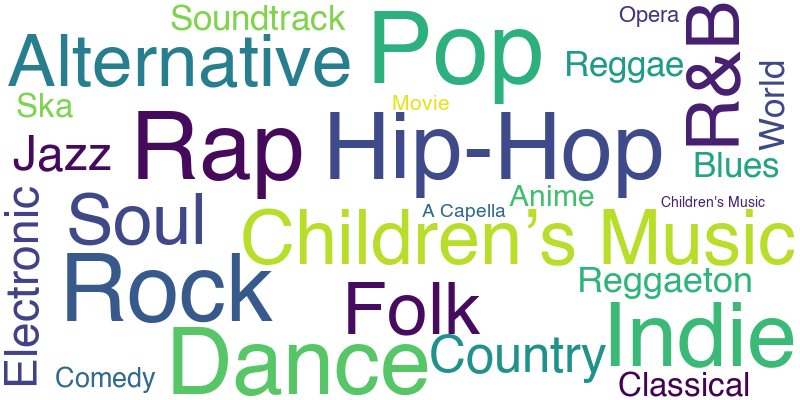 Soundtrack
Opera
Alternative
Pop
R&B
Reggae
World
Ska
Movie
Jazz
Rap
Hip-Hop
Blues
Electronic
Soul
A Capella
Anime
Children's Music
Children’s Music
Rock
Folk
Reggaeton
Dance
Country
Indie
Comedy
Classical